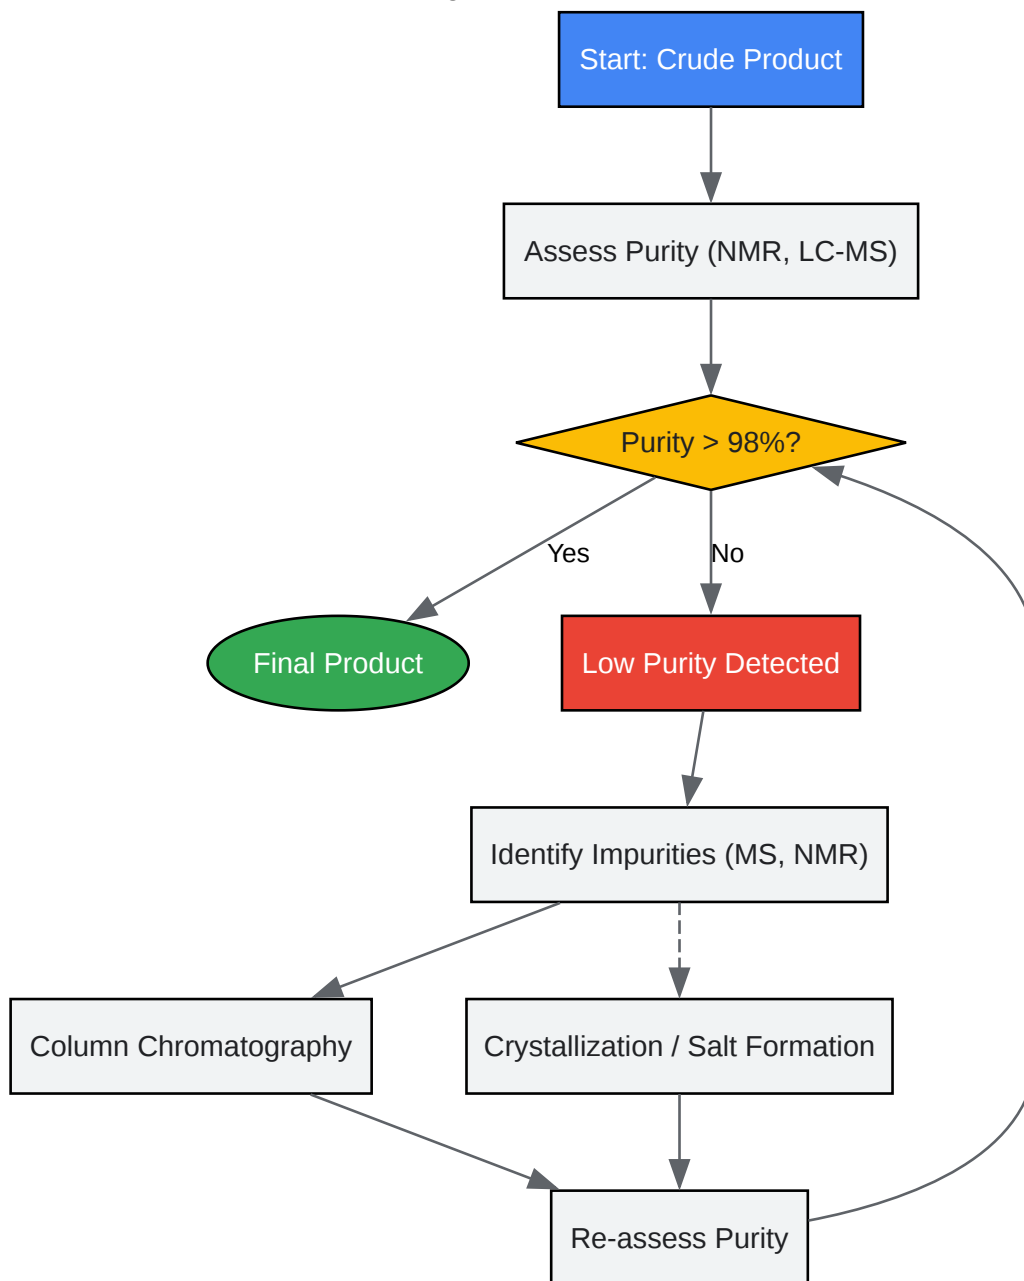 Start: Crude Product
Assess Purity (NMR, LC-MS)
Purity > 98%?
Yes
No
Final Product
Low Purity Detected
Identify Impurities (MS, NMR)
Column Chromatography
Crystallization / Salt Formation
Re-assess Purity